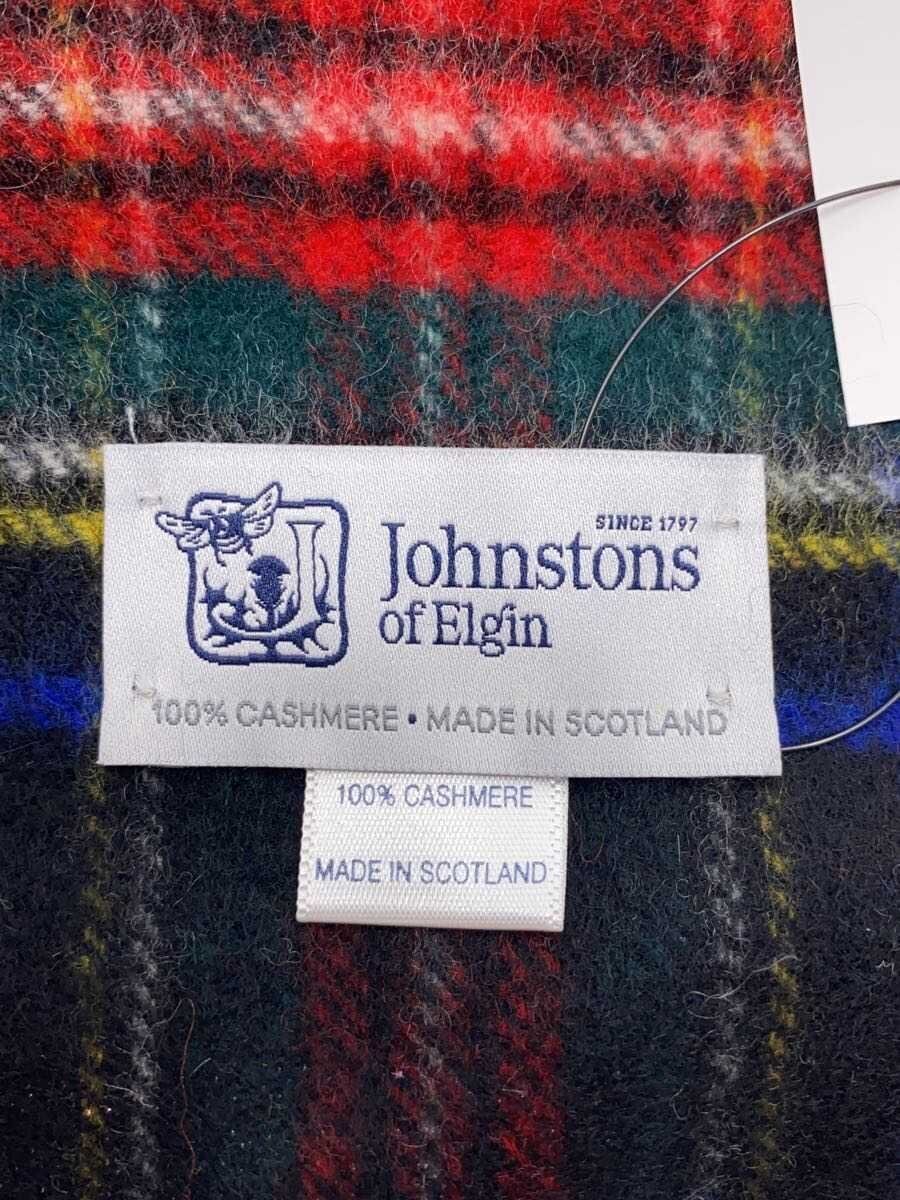 SINCE 1797
Johnstons
of Elgin
100% CASHMERE • MADE IN SCOTLAND
100% CASHMERE
MADE IN SCOTLAND